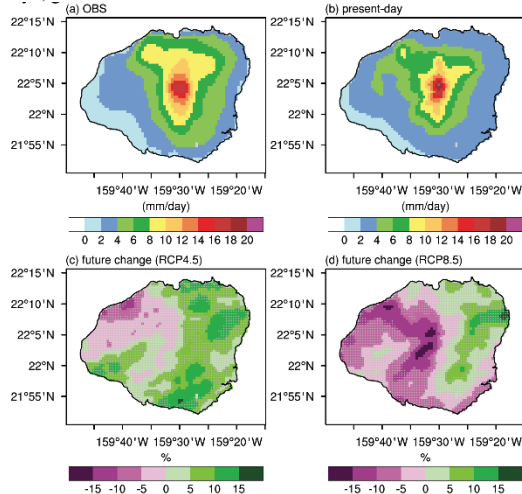 (a) OBS
(b) present-day
22°15'N
22°10'N
22°5'N
22°N
21°55'N
22°15'N
22°10'N
22°5'N
22°N
21°55'N
159°40'W 159°30'W 159°20'W
159°40'W 159°30'W 159°20'W
(mm/day)
(mm/day)
0 2 4 6 8 10 12 14 16 18 20
0 2 4 6 8 10 12 14 16 18 20
(c) future change (RCP4.5)
(d) future change (RCP8.5)
22°15'N
22°10'N
22°5'N
22°N
21°55'N
22°15'N
22°10'N
22°5'N
22°N
21°55'N
159°40'W 159°30'W 159°20'W
159°40'W 159°30'W 159°20'W
%
%
-15 -10 -5 0 5 10 15
-15 -10 -5 0 5 10 15